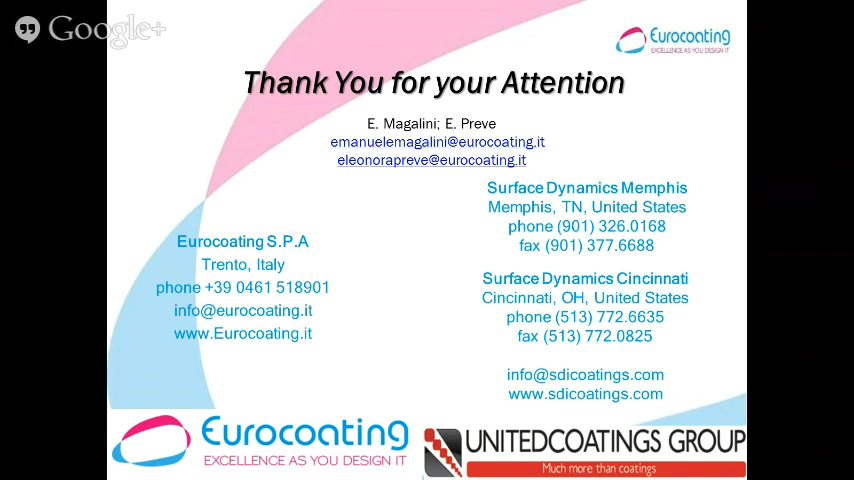 Google+
Eurocoating
EXCELLENCE AS YOU DESIGN IT
Thank You for your Attention
E. Magalini; E. Preve
emanuelemagalini@eurocoating.it
eleonorapreve@eurocoating.it
Eurocoating S.P.A
Trento, Italy
phone +39 0461 518901
info@eurocoating.it
www.Eurocoating.it
Surface Dynamics Memphis
Memphis, TN, United States
phone (901) 326.0168
fax (901) 377.6688
Surface Dynamics Cincinnati
Cincinnati, OH, United States
phone (513) 772.6635
fax (513) 772.0825
info@sdicoatings.com
www.sdicoatings.com
Eurocoating
EXCELLENCE AS YOU DESIGN IT
UNITEDCOATINGS GROUP
Much more than coatings